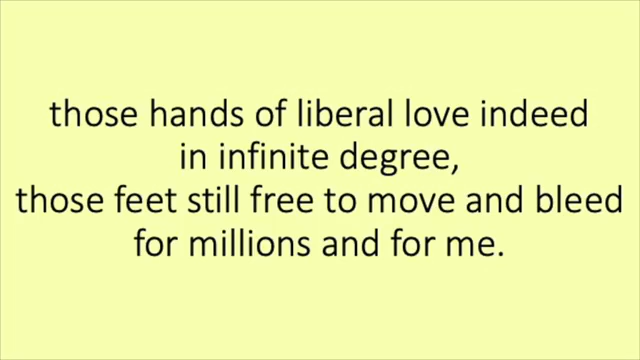 those hands of liberal love indeed
in infinite degree,
those feet still free to move and bleed
for millions and for me.